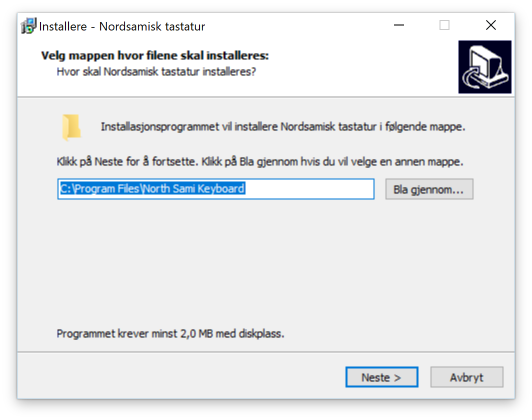 Installere - Nordsamisk tastatur
Velg mappen hvor filene skal installeres:
Hvor skal Nordsamisk tastatur installeres?
Installasjonsprogrammet vil installere Nordsamisk tastatur i følgende mappe.
Klikk på Neste for å fortsette. Klikk på Bla gjennom hvis du vil velge en annen mappe.
C:\Program Files\North Sami Keyboard
Bla gjennom...
Programmet krever minst 2,0 MB med diskplass.
Neste >
Avbryt